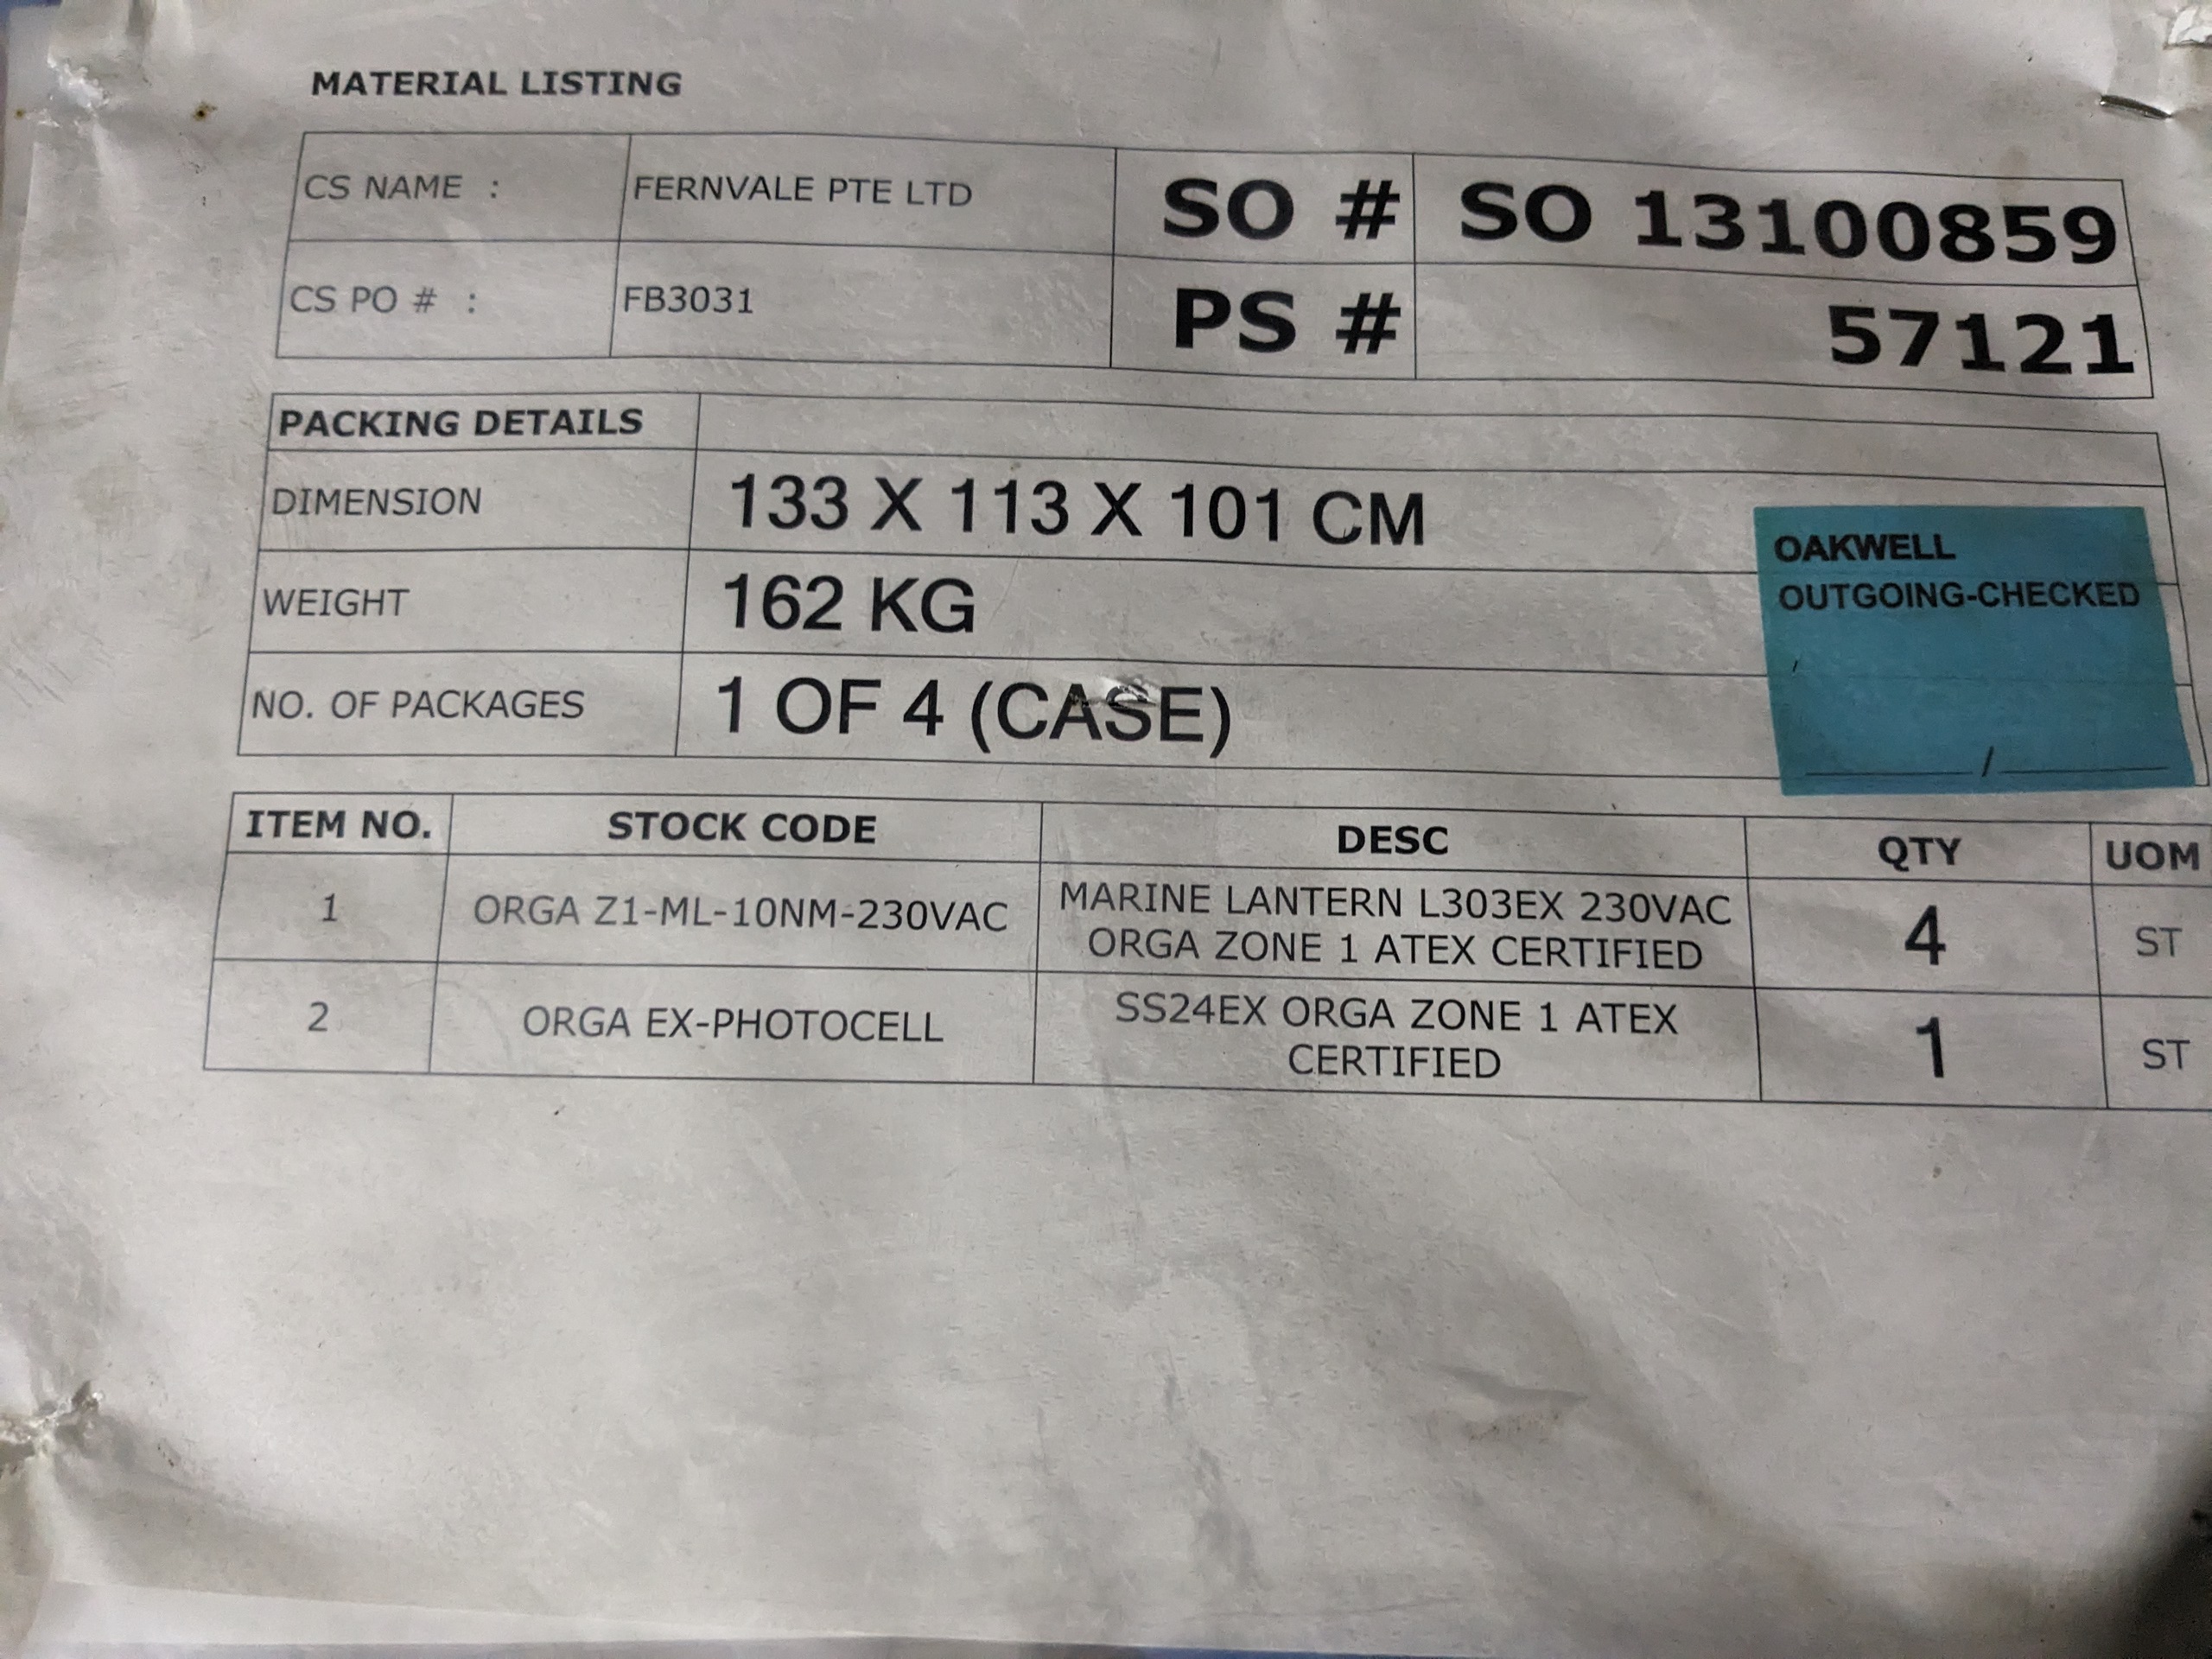 MATERIAL LISTING
CS NAME : FERNVALE PTE LTD SO # SO 13100859
CS PO # : FB3031 PS # 57121
PACKING DETAILS
DIMENSION 133 X 113 X 101 CM
WEIGHT 162 KG
NO. OF PACKAGES 1 OF 4 (CASE)
OAKWELL
OUTGOING-CHECKED
/
ITEM NO. STOCK CODE DESC QTY UOM
1 ORGA Z1-ML-10NM-230VAC MARINE LANTERN L303EX 230VAC 4 ST
ORGA ZONE 1 ATEX CERTIFIED
2 ORGA EX-PHOTOCELL SS24EX ORGA ZONE 1 ATEX 1 ST
CERTIFIED